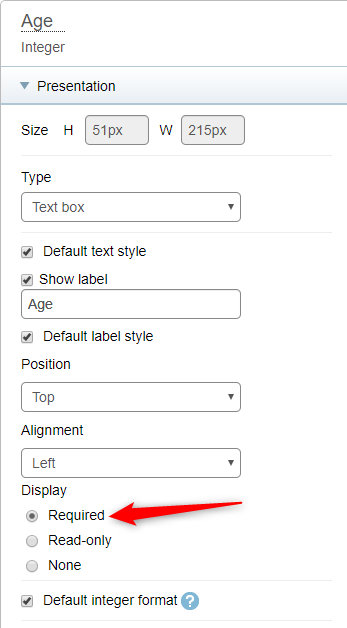 Age
Integer
Presentation
Size H 51px W 215px
Type
Text box
Default text style
Show label
Age
Default label style
Position
Top
Alignment
Left
Display
Required
Read-only
None
Default integer format ?